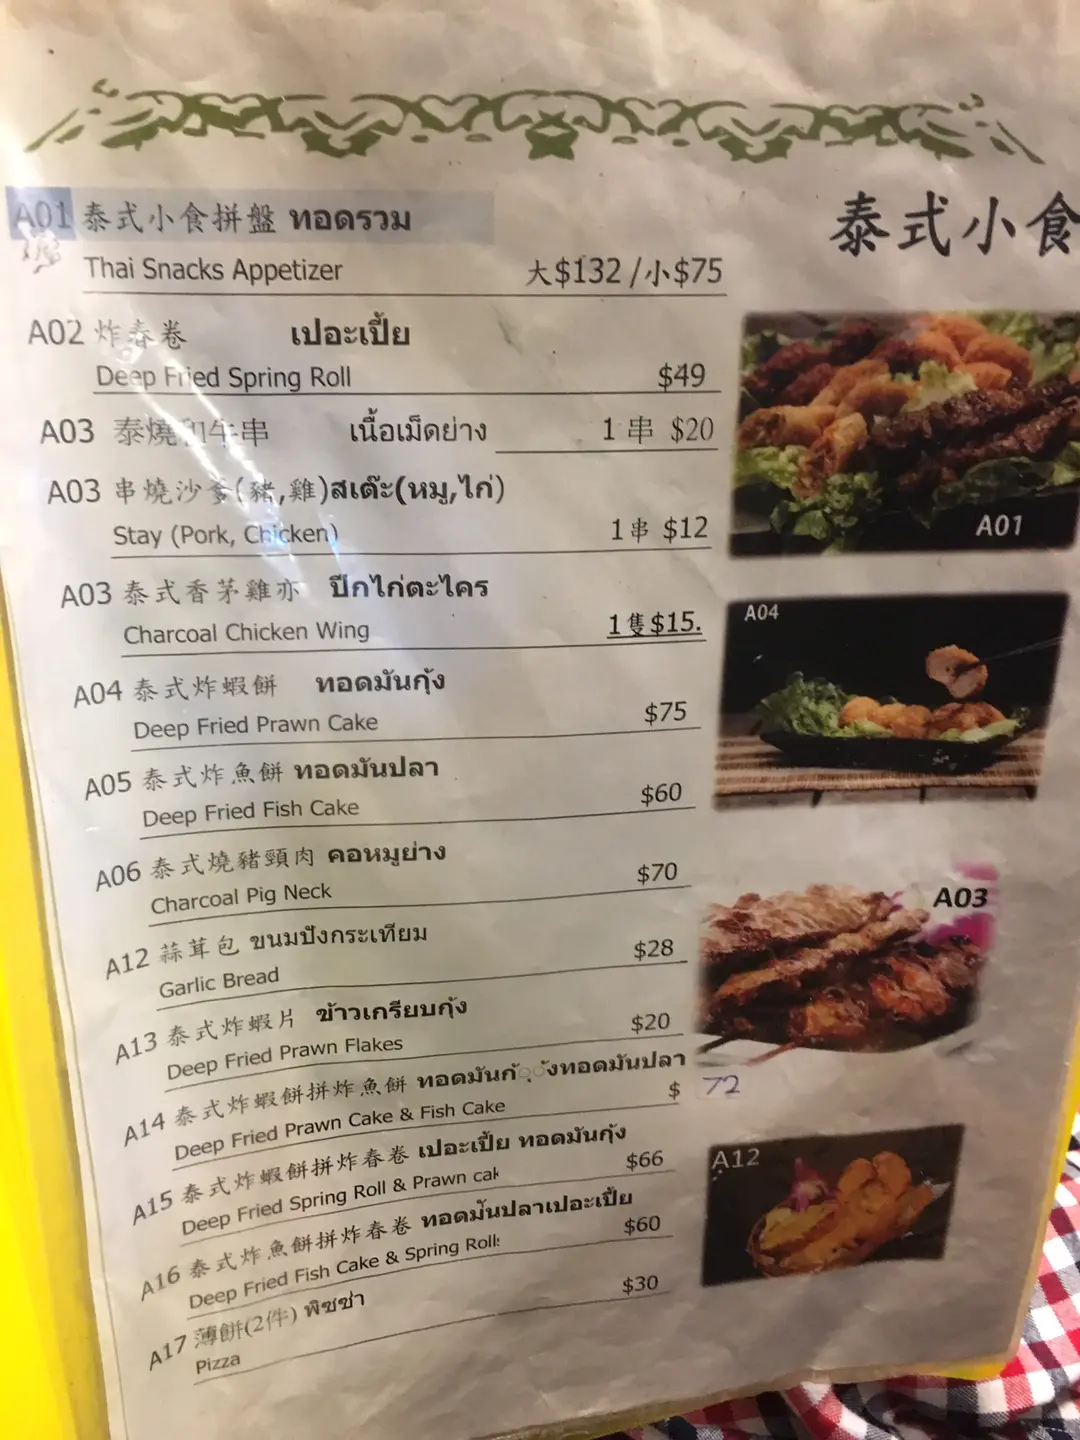 泰式小食
A01 泰式小食拼盤 ทอดรวม
Thai Snacks Appetizer 大$132 /小$75
A02 炸春卷 เปอะเปี้ย
Deep Fried Spring Roll $49
A03 泰燒和牛串 เนื้อเม็ดย่าง 1 串 $20
A03 串燒沙爹(豬,雞)สเต๊ะ(หมู,ไก่)
Stay (Pork, Chicken) 1串 $12
A03 泰式香茅雞亦 ปีกไก่ตะไคร
Charcoal Chicken Wing 1隻$15.
A04 泰式炸蝦餅 ทอดมันกุ้ง
Deep Fried Prawn Cake $75
A05 泰式炸魚餅 ทอดมันปลา
Deep Fried Fish Cake $60
A06 泰式燒豬頸肉 คอหมูย่าง
Charcoal Pig Neck $70
A12 蒜茸包 ขนมปังกระเทียม
Garlic Bread $28
A13 泰式炸蝦片 ข้าวเกรียบกุ้ง
Deep Fried Prawn Flakes $20
A14 泰式炸蝦餅拼炸魚餅 ทอดมันปลา
Deep Fried Prawn Cake & Fish Cake $ 72
A15 泰式炸蝦餅拼炸春卷 เปอะเปี้ย ทอดมันกุ้ง
Deep Fried Spring Roll & Prawn cak $66
A16 泰式炸魚餅拼炸春卷 ทอดมันปลาเปอะเปี้ย
Deep Fried Fish Cake & Spring Rolls $60
A17 薄餅(2件) พิซซ่า
Pizza $30
A01
A04
A03
A12